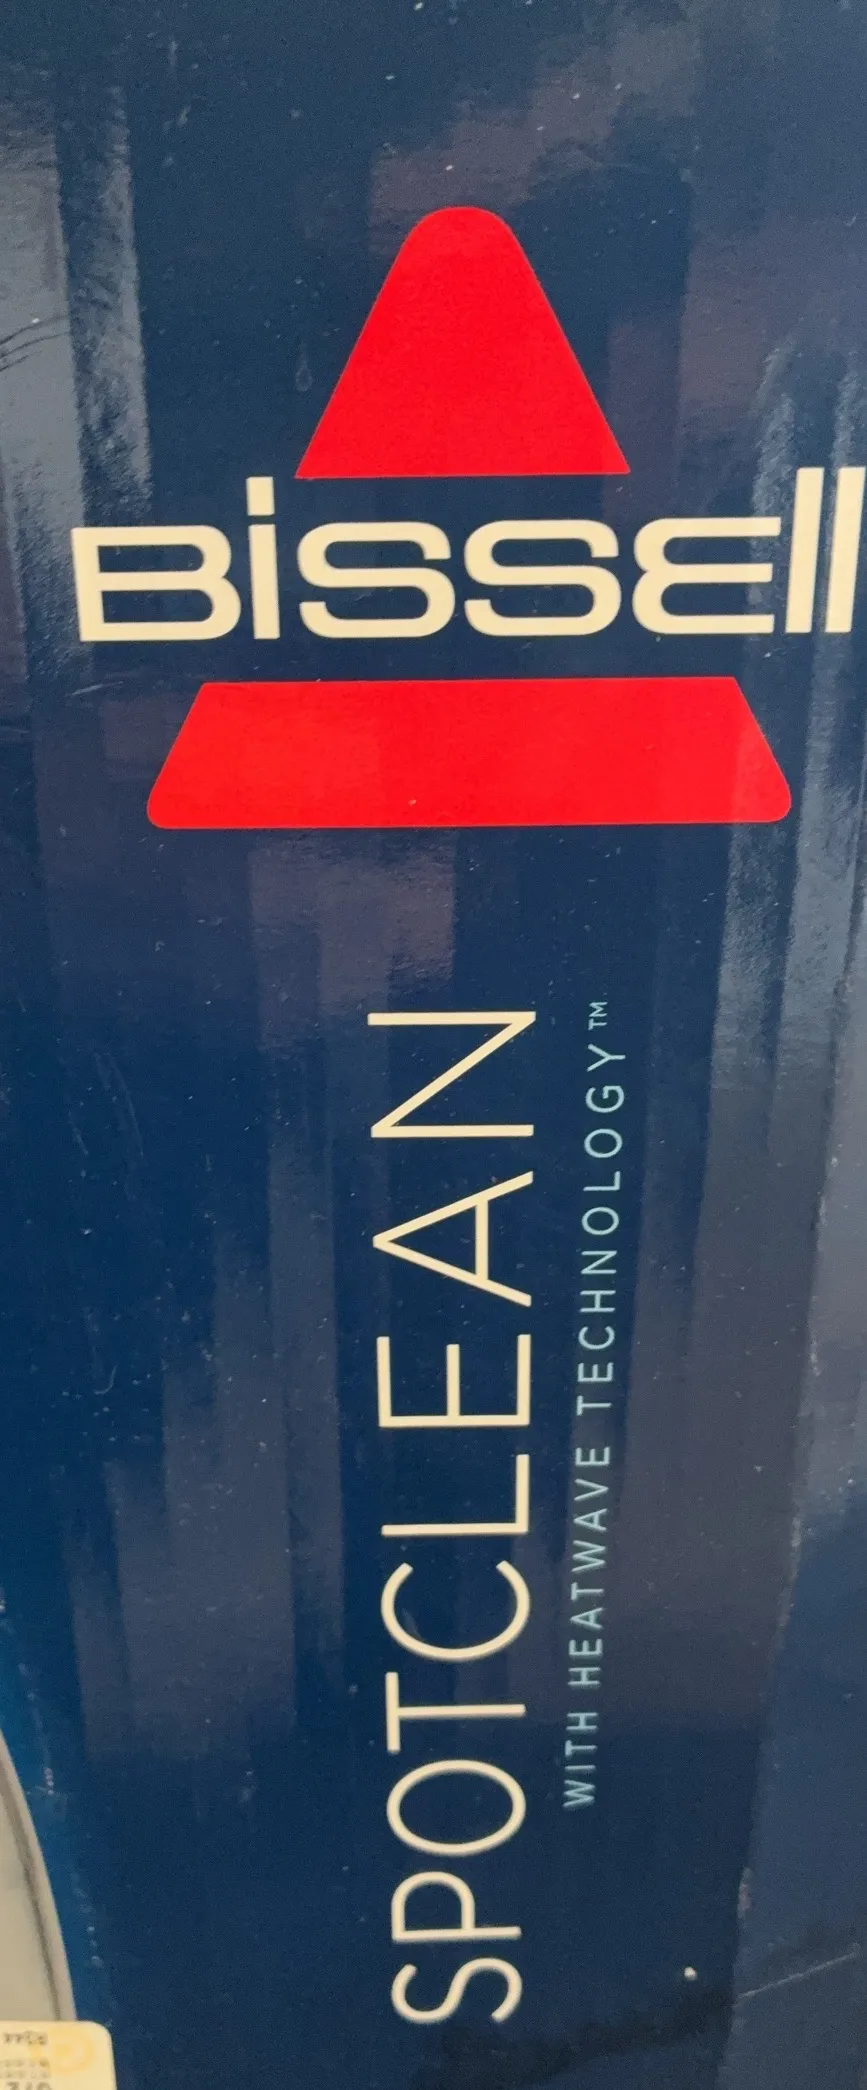 BISSELL
SPOTCLEAN
WITH HEATWAVE TECHNOLOGY™